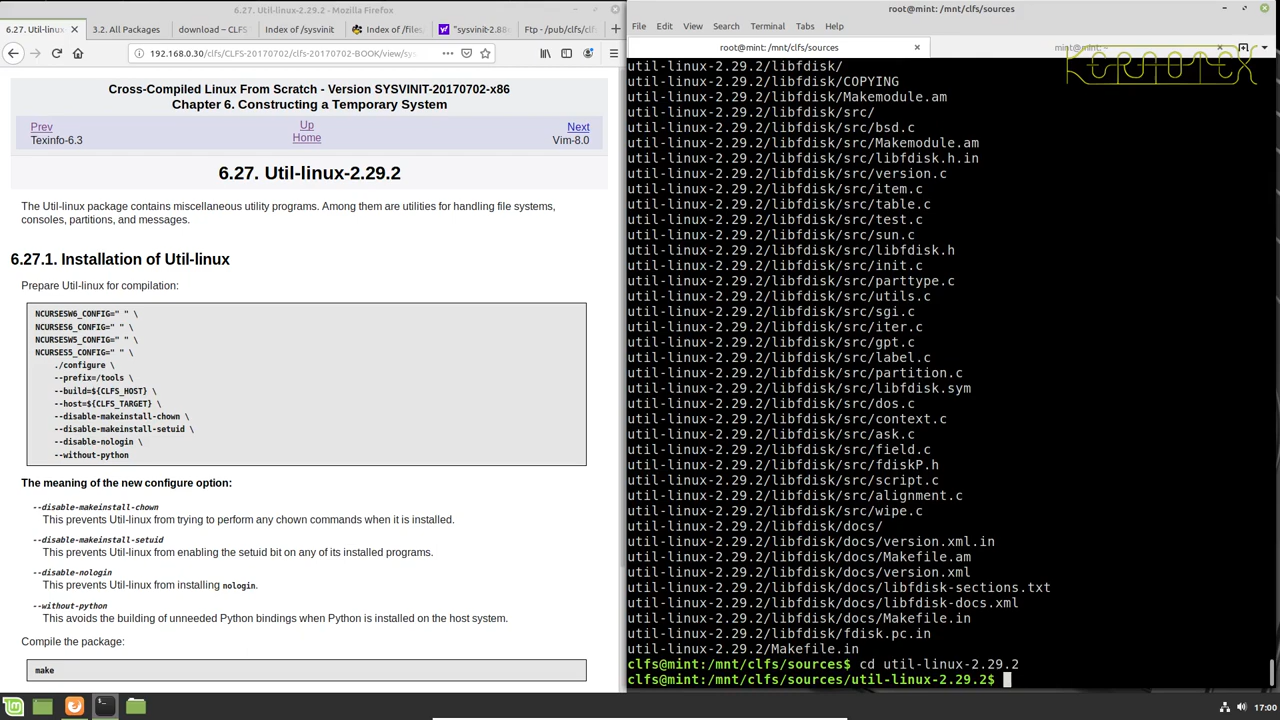 6.27. Util-linux-2.29.2 - Mozilla Firefox
6.27. Util-linux-2.29.2
3.2. All Packages
download – CLFS
Index of /sysvinit
Index of /files
"sysvinit-2.88
Ftp - /pub/clfs/con
192.168.0.30/clfs/CLFS-20170702/clfs-20170702-BOOK/view/sys
Cross-Compiled Linux From Scratch - Version SYSVINIT-20170702-x86
Chapter 6. Constructing a Temporary System
Prev
Up
Next
Texinfo-6.3
Home
Vim-8.0
6.27. Util-linux-2.29.2
The Util-linux package contains miscellaneous utility programs. Among them are utilities for handling file systems,
consoles, partitions, and messages.
6.27.1. Installation of Util-linux
Prepare Util-linux for compilation:
NCURSESW6_CONFIG=" " \
NCURSES6_CONFIG=" " \
NCURSESW5_CONFIG=" " \
NCURSES5_CONFIG=" " \
./configure \
--prefix=/tools \
--build=${CLFS_HOST} \
--host=${CLFS_TARGET} \
--disable-makeinstall-chown \
--disable-makeinstall-setuid \
--disable-nologin \
--without-python
The meaning of the new configure option:
--disable-makeinstall-chown
This prevents Util-linux from trying to perform any chown commands when it is installed.
--disable-makeinstall-setuid
This prevents Util-linux from enabling the setuid bit on any of its installed programs.
--disable-nologin
This prevents Util-linux from installing nologin.
--without-python
This avoids the building of unneeded Python bindings when Python is installed on the host system.
Compile the package:
make
root@mint: /mnt/clfs/sources
File Edit View Search Terminal Tabs Help
root@mint: /mnt/clfs/sources
root@mint: ~
KERNOTEX
util-linux-2.29.2/libfdisk/
util-linux-2.29.2/libfdisk/COPYING
util-linux-2.29.2/libfdisk/Makemodule.am
util-linux-2.29.2/libfdisk/src/
util-linux-2.29.2/libfdisk/src/bsd.c
util-linux-2.29.2/libfdisk/src/Makemodule.am
util-linux-2.29.2/libfdisk/src/libfdisk.h.in
util-linux-2.29.2/libfdisk/src/version.c
util-linux-2.29.2/libfdisk/src/item.c
util-linux-2.29.2/libfdisk/src/table.c
util-linux-2.29.2/libfdisk/src/test.c
util-linux-2.29.2/libfdisk/src/sun.c
util-linux-2.29.2/libfdisk/src/libfdisk.h
util-linux-2.29.2/libfdisk/src/init.c
util-linux-2.29.2/libfdisk/src/parttype.c
util-linux-2.29.2/libfdisk/src/utils.c
util-linux-2.29.2/libfdisk/src/sgi.c
util-linux-2.29.2/libfdisk/src/iter.c
util-linux-2.29.2/libfdisk/src/gpt.c
util-linux-2.29.2/libfdisk/src/label.c
util-linux-2.29.2/libfdisk/src/partition.c
util-linux-2.29.2/libfdisk/src/libfdisk.sym
util-linux-2.29.2/libfdisk/src/dos.c
util-linux-2.29.2/libfdisk/src/context.c
util-linux-2.29.2/libfdisk/src/ask.c
util-linux-2.29.2/libfdisk/src/field.c
util-linux-2.29.2/libfdisk/src/fdiskP.h
util-linux-2.29.2/libfdisk/src/script.c
util-linux-2.29.2/libfdisk/src/alignment.c
util-linux-2.29.2/libfdisk/src/wipe.c
util-linux-2.29.2/libfdisk/docs/
util-linux-2.29.2/libfdisk/docs/version.xml.in
util-linux-2.29.2/libfdisk/docs/Makefile.am
util-linux-2.29.2/libfdisk/docs/version.xml
util-linux-2.29.2/libfdisk/docs/libfdisk-sections.txt
util-linux-2.29.2/libfdisk/docs/libfdisk-docs.xml
util-linux-2.29.2/libfdisk/docs/Makefile.in
util-linux-2.29.2/libfdisk/fdisk.pc.in
util-linux-2.29.2/Makefile.in
clfs@mint:/mnt/clfs/sources$ cd util-linux-2.29.2
clfs@mint:/mnt/clfs/sources/util-linux-2.29.2$
17:00